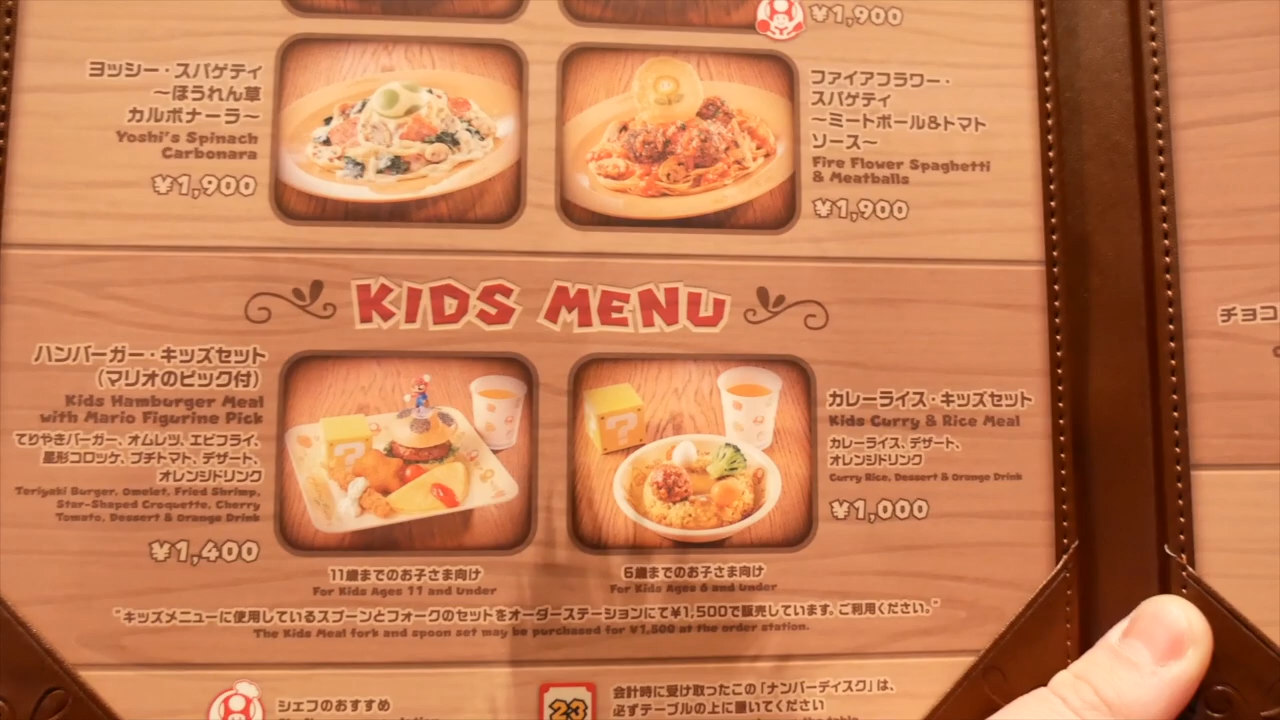 ¥1,900
ヨッシー・スパゲティ
～ほうれん草
カルボナーラ～
Yoshi's Spinach
Carbonara
¥1,900
ファイアフラワー・
スパゲティ
～ミートボール&トマト
ソース～
Fire Flower Spaghetti
& Meatballs
¥1,900
KIDS MENU
ハンバーガー・キッズセット
(マリオのピック付)
Kids Hamburger Meal
with Mario Figurine Pick
てりやきバーガー、オムレツ、エビフライ、
星形コロッケ、プチトマト、デザート、
オレンジドリンク
Teriyaki Burger, Omelet, Fried Shrimp,
Star-Shaped Croquette, Cherry
Tomato, Dessert & Orange Drink
¥1,400
11歳までのお子さま向け
For Kids Ages 11 and Under
カレーライス・キッズセット
Kids Curry & Rice Meal
カレーライス、デザート、
オレンジドリンク
Curry Rice, Dessert & Orange Drink
¥1,000
6歳までのお子さま向け
For Kids Ages 6 and Under
"キッズメニューに使用しているスプーンとフォークのセットをオーダーステーションにて¥1,500で販売しています。ご利用ください。"
The Kids Meal fork and spoon set may be purchased for ¥1,500 at the order station.
シェフのおすすめ
23
会計時に受け取ったこの「ナンバーディスク」は、
必ずテーブルの上に置いてください
the table
チョコ